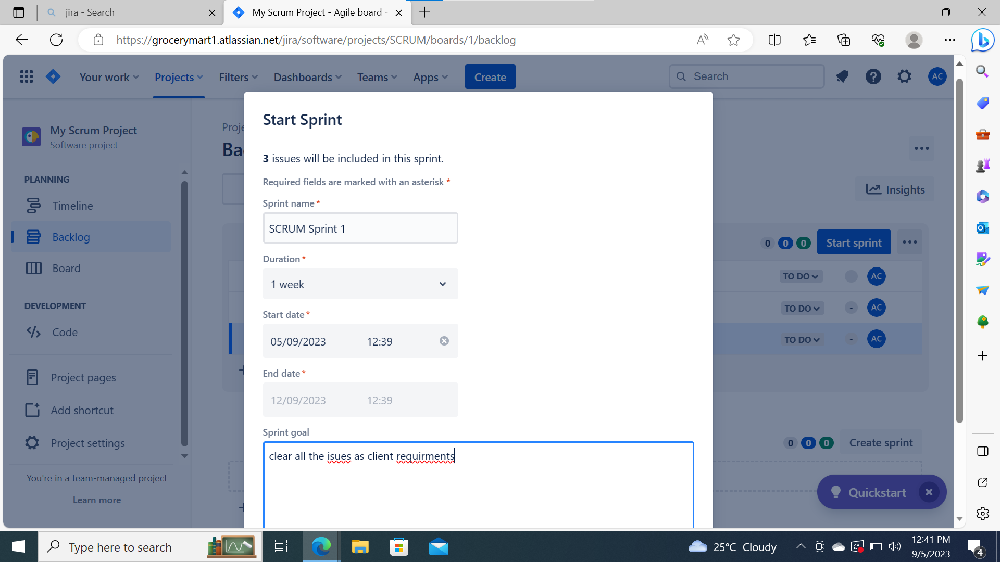 jira - Search
My Scrum Project - Agile board -
https://grocerymart1.atlassian.net/jira/software/projects/SCRUM/boards/1/backlog
Your work
Projects
Filters
Dashboards
Teams
Apps
Create
Search
AC
My Scrum Project
Software project
PLANNING
Timeline
Backlog
Board
DEVELOPMENT
Code
Project pages
Add shortcut
Project settings
You're in a team-managed project
Learn more
Proje
Ba
Start Sprint
3 issues will be included in this sprint.
Required fields are marked with an asterisk *
Sprint name *
SCRUM Sprint 1
Duration *
1 week
Start date *
05/09/2023 12:39
End date *
12/09/2023 12:39
Sprint goal
clear all the isues as client requirments
Insights
0 0 0 Start sprint
TO DO - AC
TO DO - AC
TO DO - AC
0 0 0 Create sprint
Quickstart
Type here to search
25°C Cloudy
12:41 PM
9/5/2023
4